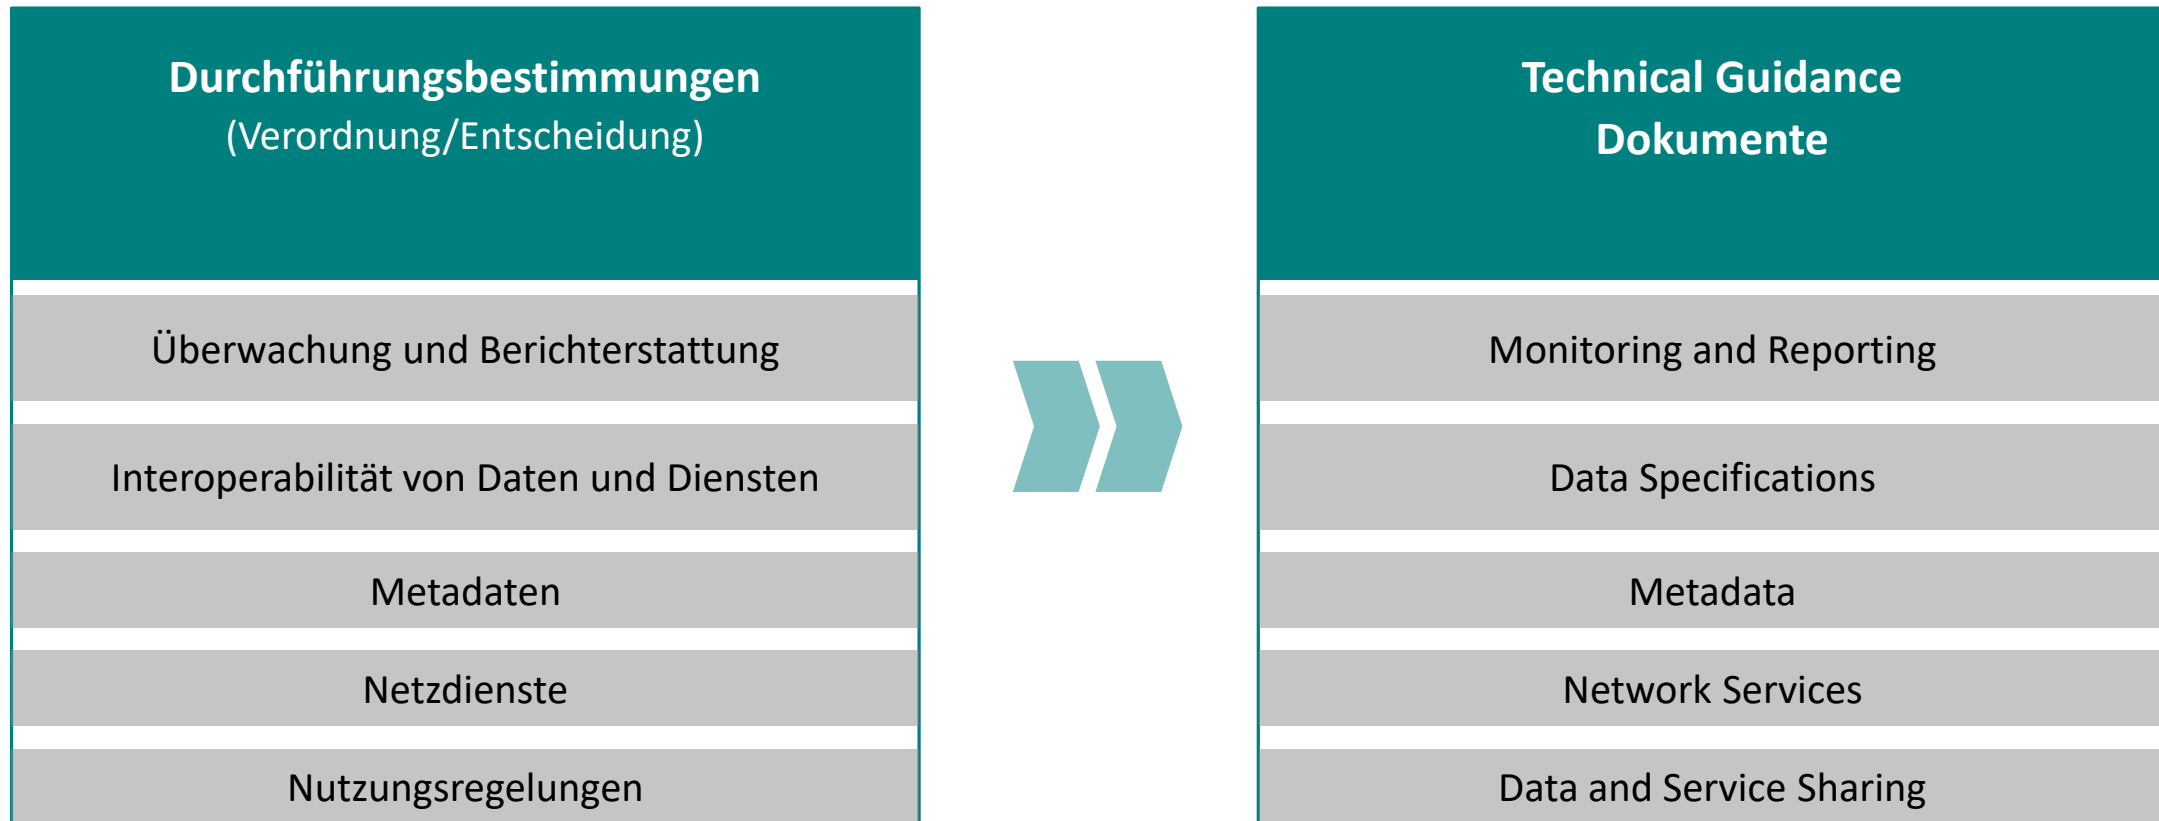 Durchführungsbestimmungen
(Verordnung/Entscheidung)
Überwachung und Berichterstattung
Interoperabilität von Daten und Diensten
Metadaten
Netzdienste
Nutzungsregelungen
Technical Guidance
Dokumente
Monitoring and Reporting
Data Specifications
Metadata
Network Services
Data and Service Sharing